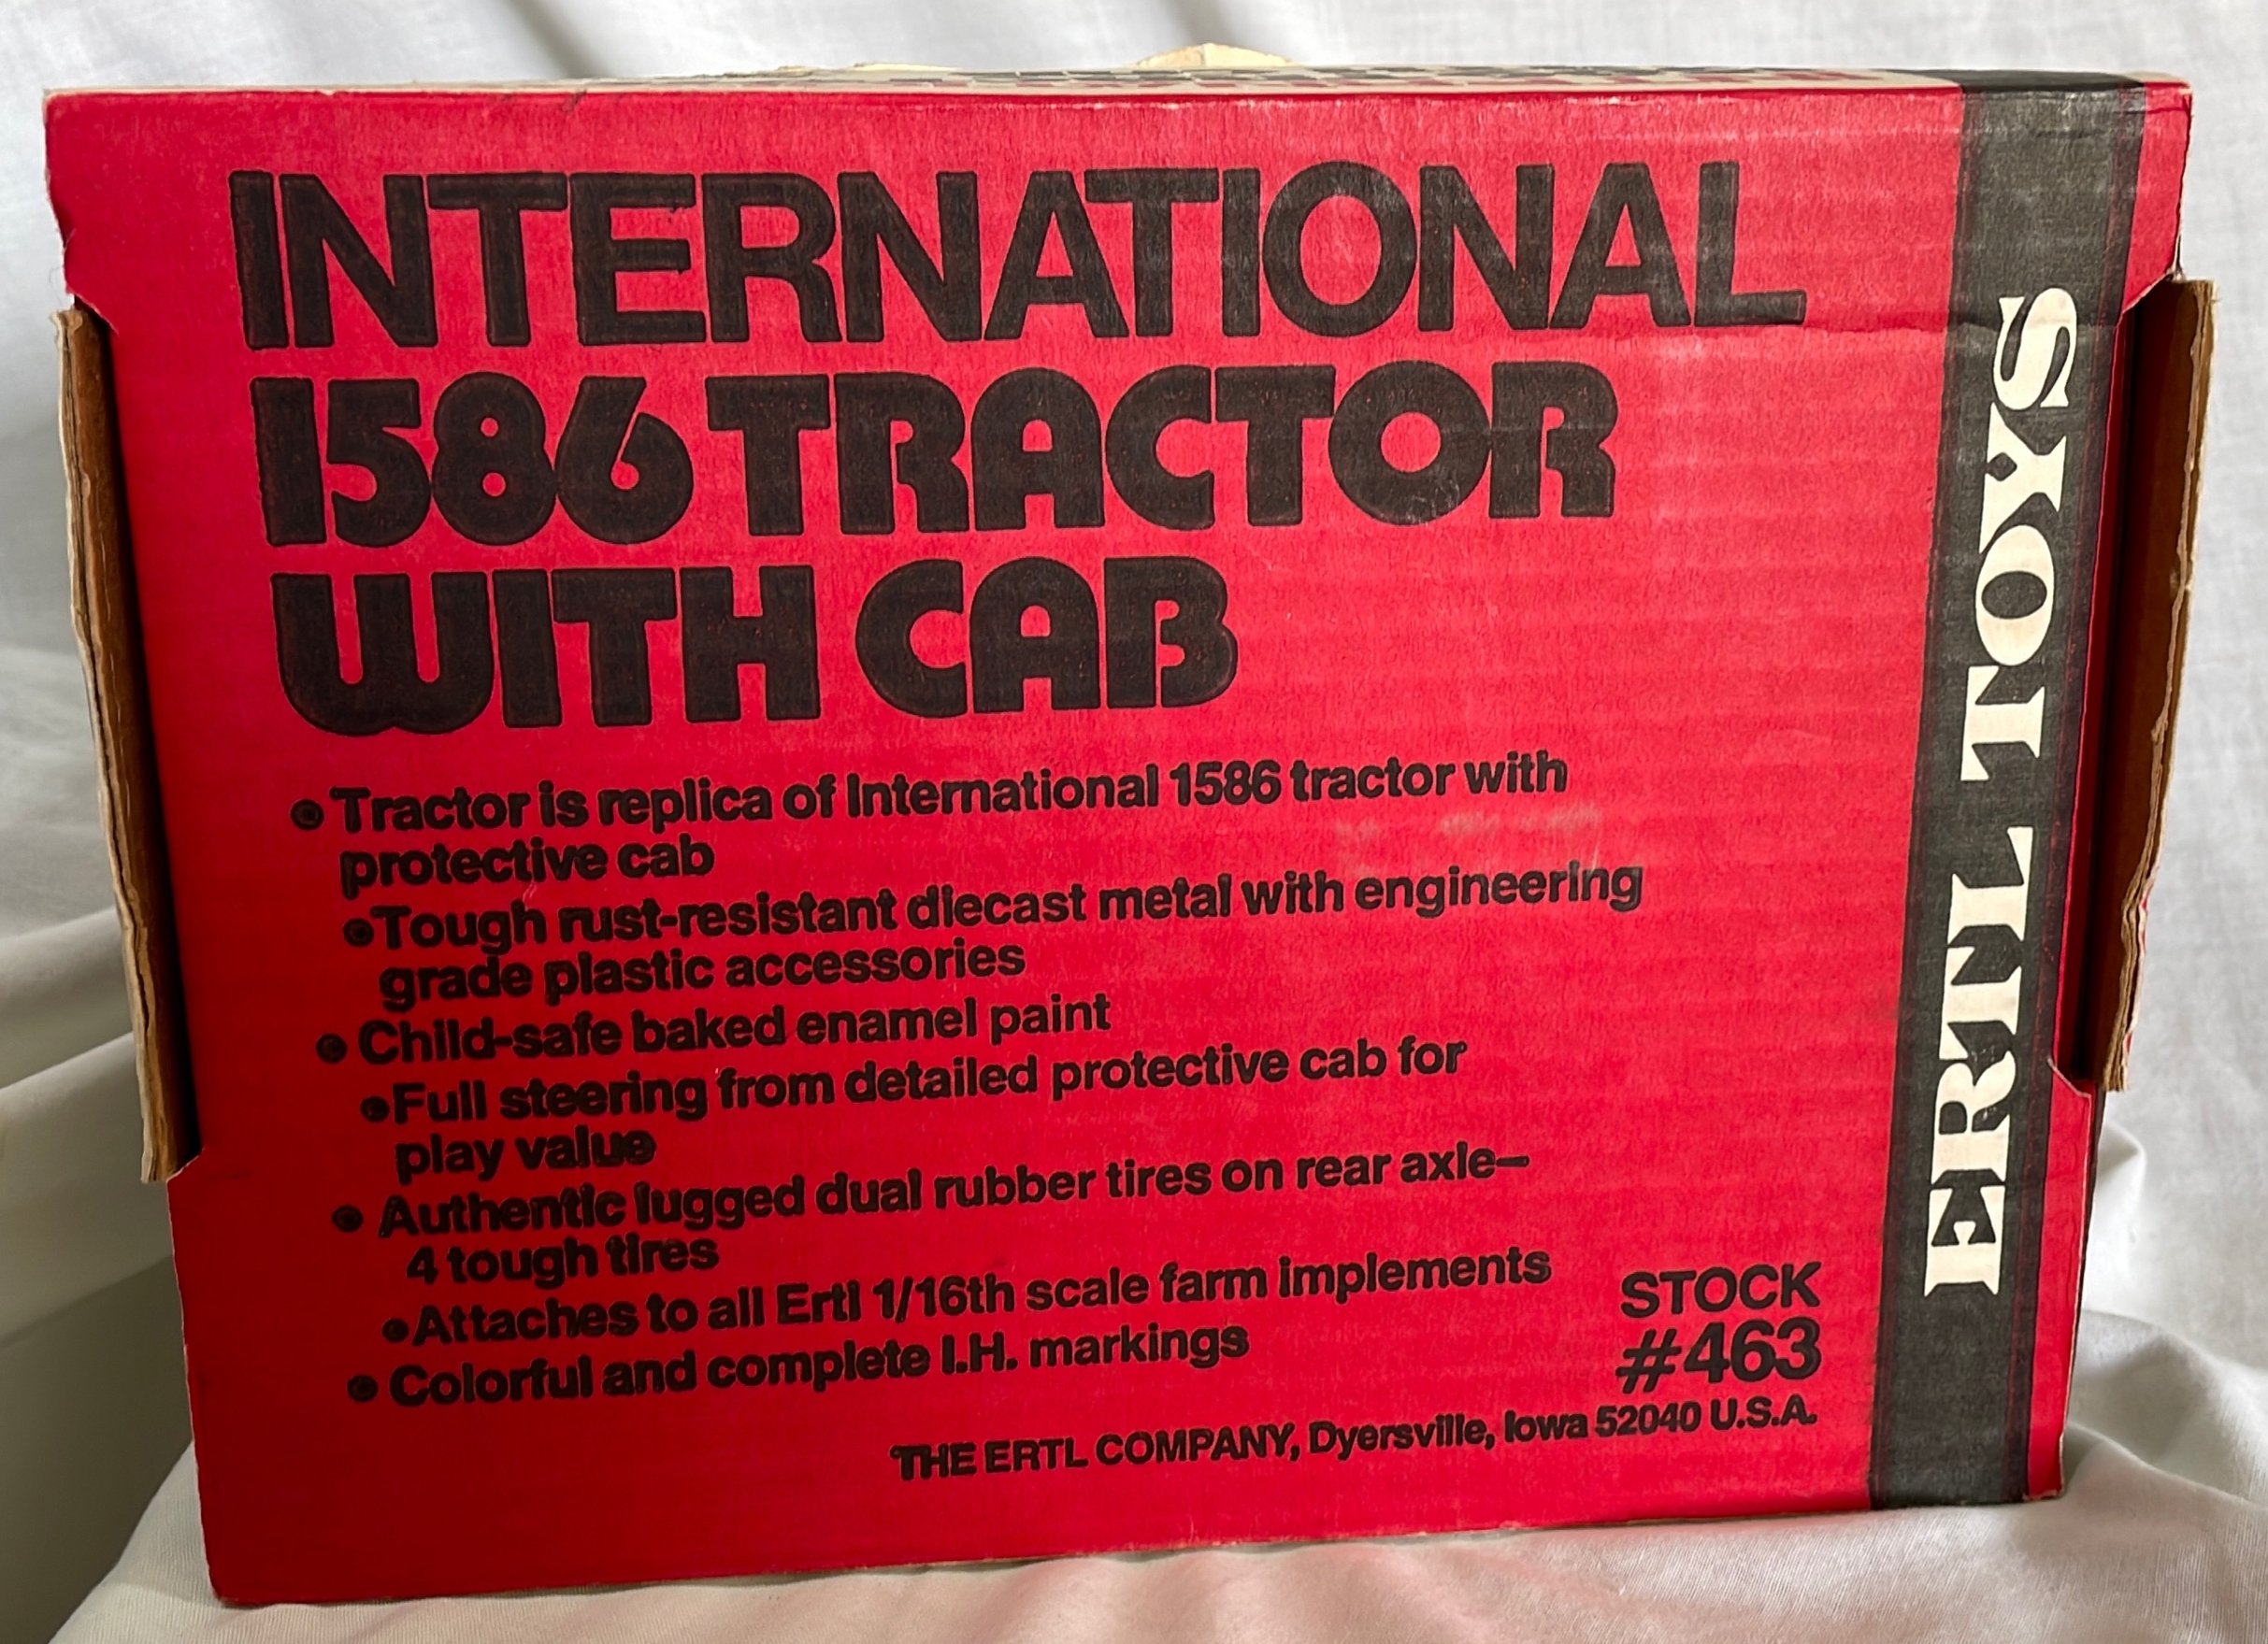 INTERNATIONAL
1586 TRACTOR
WITH CAB
• Tractor is replica of International 1586 tractor with
protective cab
•Tough rust-resistant diecast metal with engineering
grade plastic accessories
• Child-safe baked enamel paint
•Full steering from detailed protective cab for
play value
• Authentic lugged dual rubber tires on rear axle—
4 tough tires
•Attaches to all Ertl 1/16th scale farm implements
• Colorful and complete I.H. markings
STOCK
#463
THE ERTL COMPANY, Dyersville, Iowa 52040 U.S.A.
ERTL TOYS